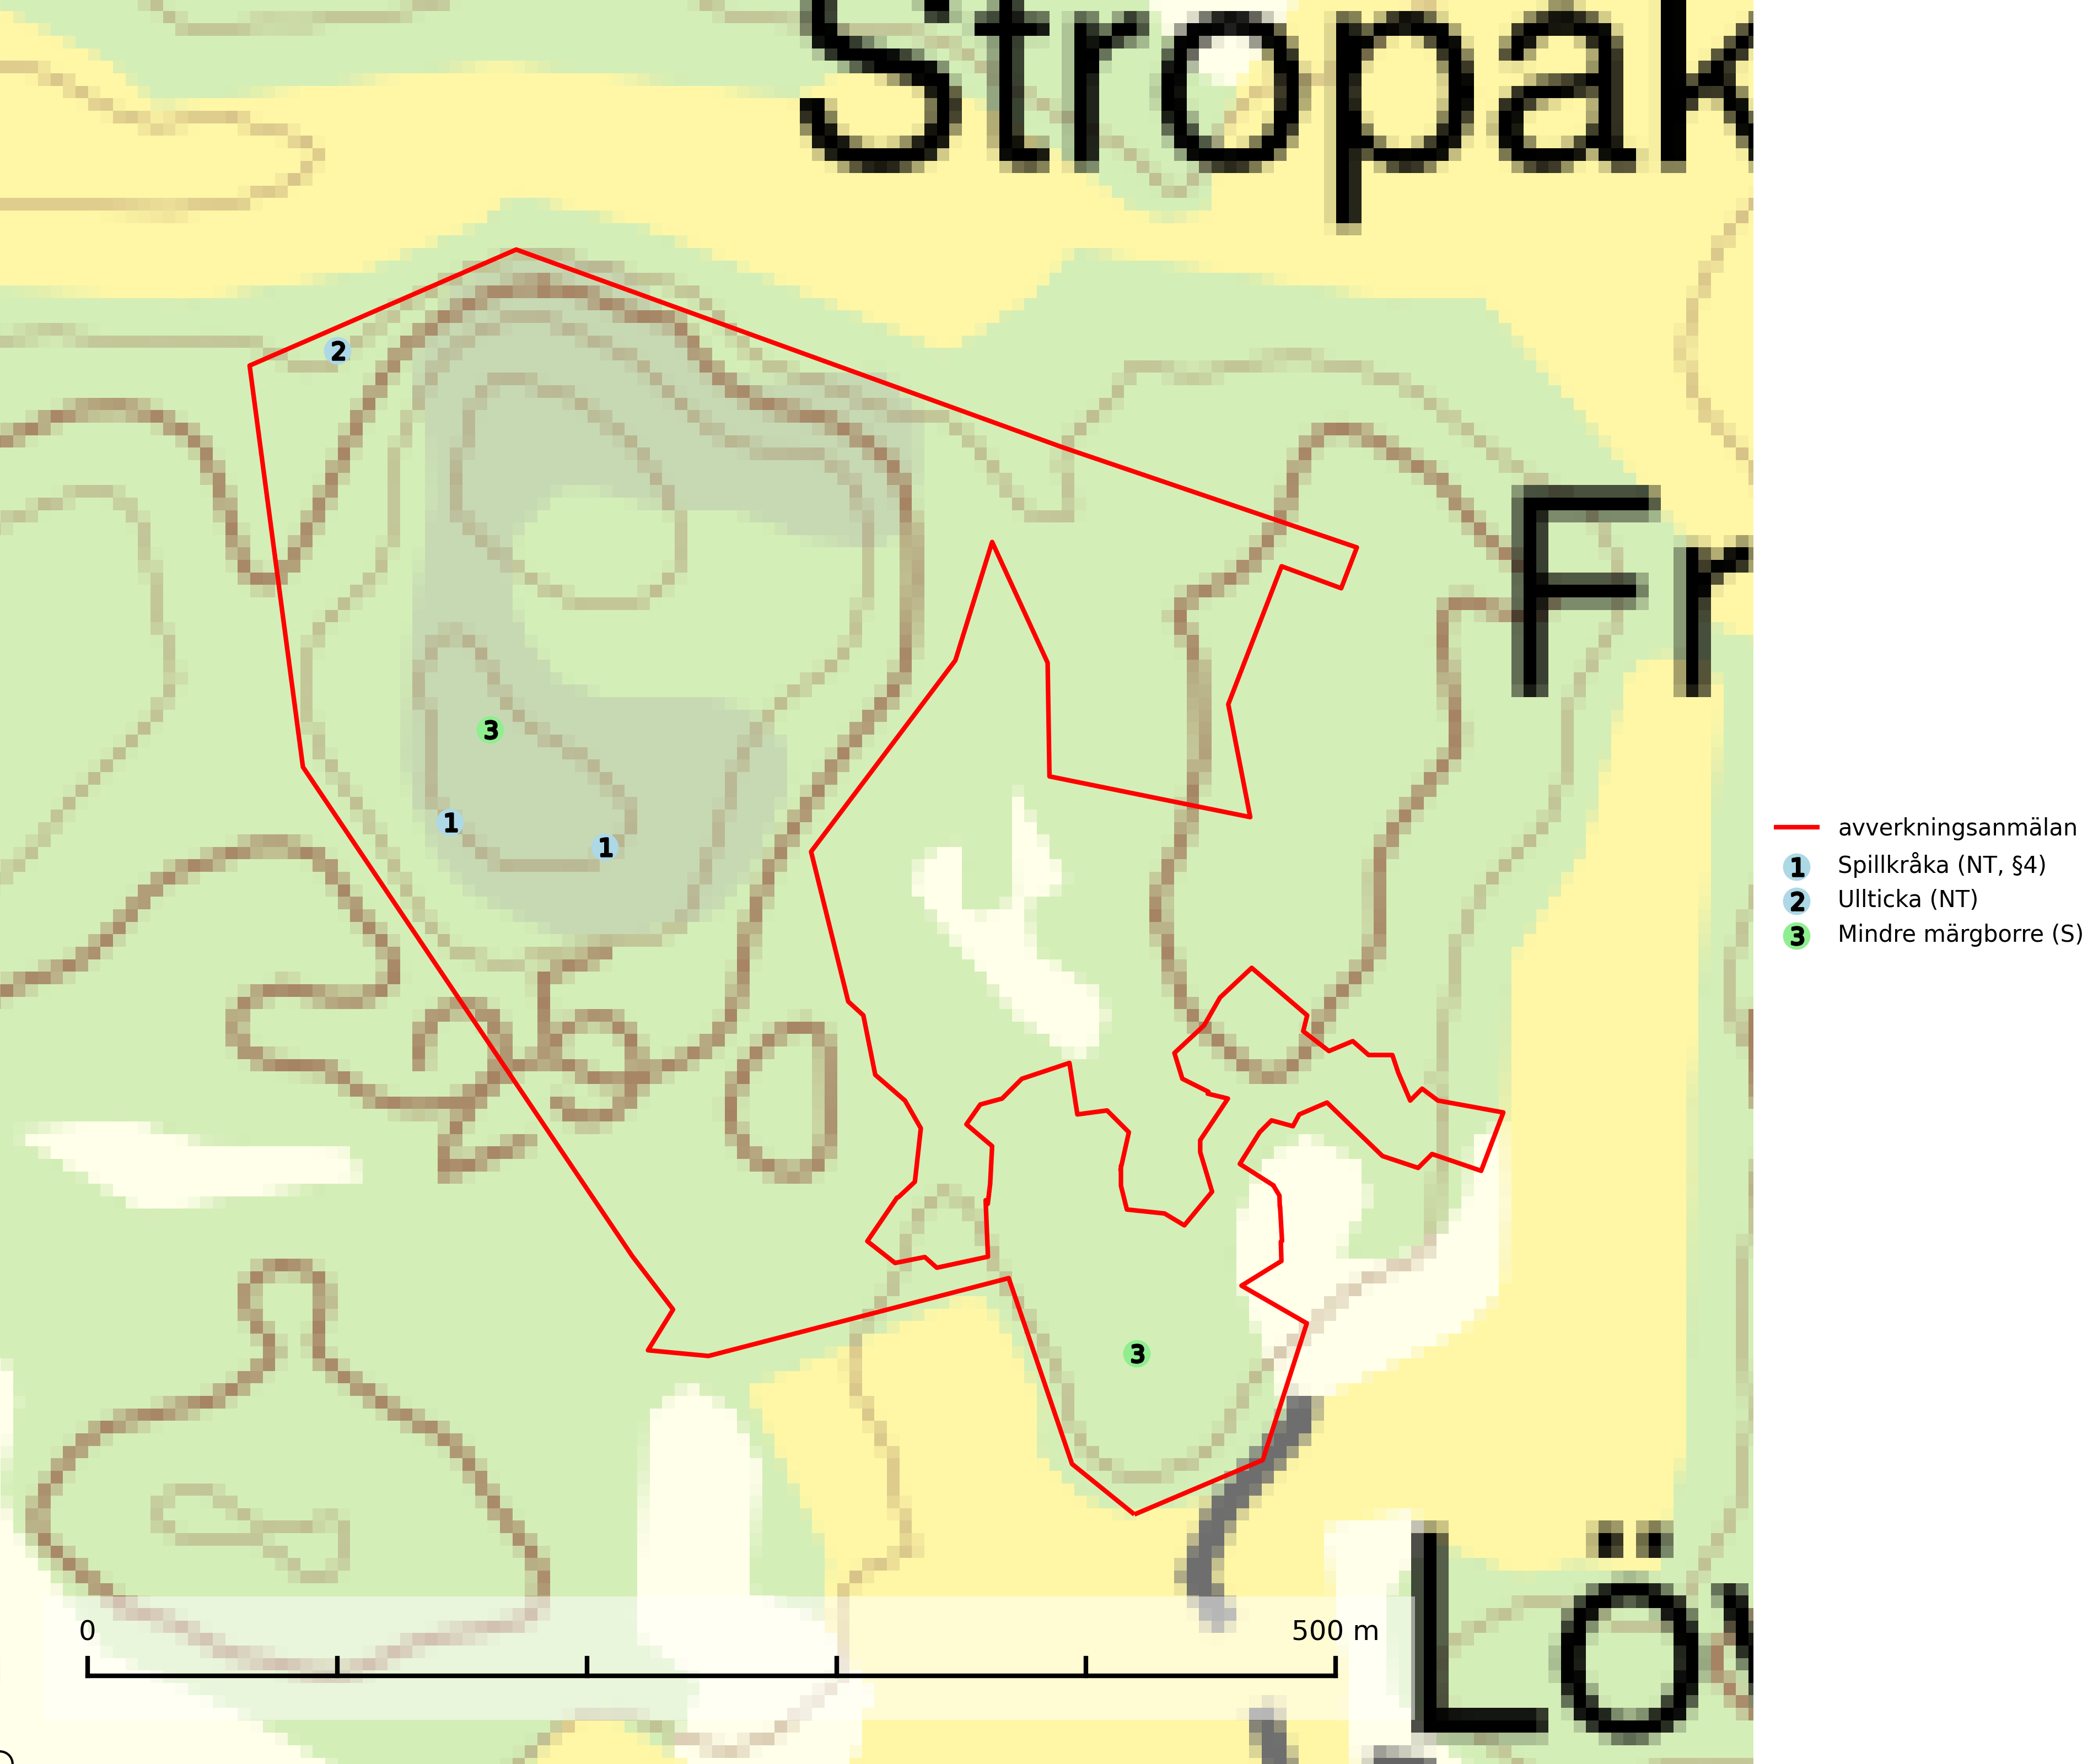 Stropak
Fr
2
3
1
1
3
125
Lö
0
500 m
avverkningsanmälan
1 Spillkråka (NT, §4)
2 Ullticka (NT)
3 Mindre märgborre (S)